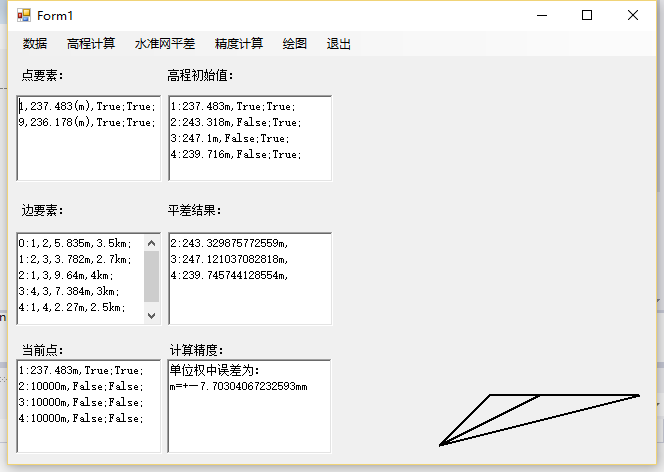 Form1
数据 高程计算 水准网平差 精度计算 绘图 退出
点要素: 高程初始值:
1,237.483(m),True;True;
9,236.178(m),True;True;
1:237.483m,True;True;
2:243.318m,False;True;
3:247.1m,False;True;
4:239.716m,False;True;
边要素: 平差结果:
0:1,2,5.835m,3.5km;
1:2,3,3.782m,2.7km;
2:1,3,9.64m,4km;
3:4,3,7.384m,3km;
4:1,4,2.27m,2.5km;
2:243.329875772559m,
3:247.121037082818m,
4:239.745744128554m,
当前点: 计算精度:
1:237.483m,True;True;
2:10000m,False;False;
3:10000m,False;False;
4:10000m,False;False;
单位权中误差为:
m=+一7.70304067232593mm